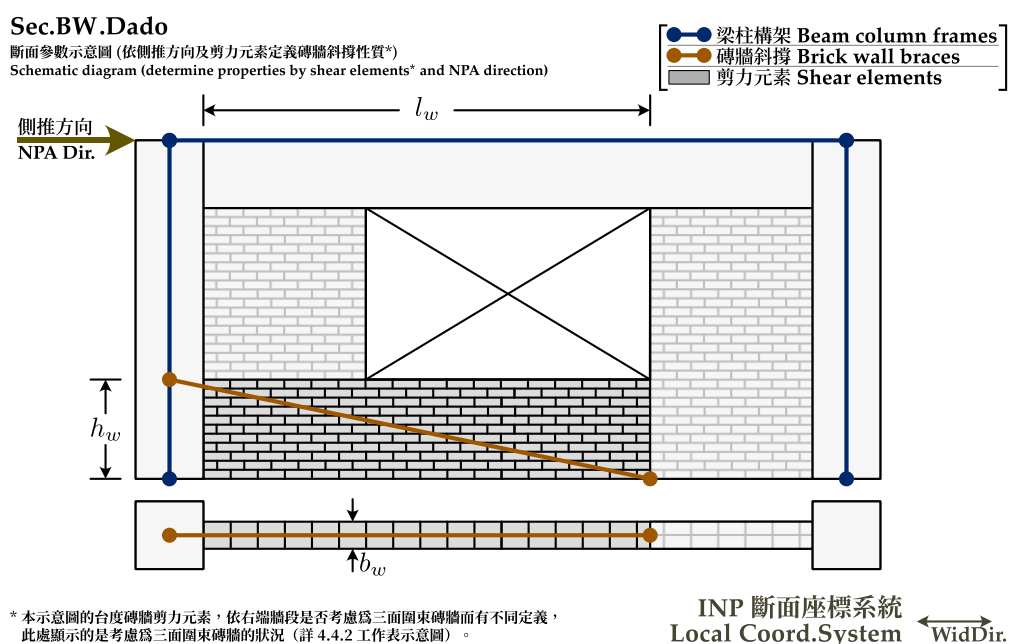 Sec.BW.Dado
斷面參數示意圖 (依側推方向及剪力元素定義磚牆斜撐性質*)
Schematic diagram (determine properties by shear elements* and NPA direction)
梁柱構架 Beam column frames
磚牆斜撐 Brick wall braces
剪力元素 Shear elements
l_w
側推方向
NPA Dir.
h_w
b_w
* 本示意圖的台度磚牆剪力元素，依右端牆段是否考慮爲三面圍束磚牆而有不同定義，
此處顯示的是考慮爲三面圍束磚牆的狀況（詳 4.4.2 工作表示意圖）。
INP 斷面座標系統
Local Coord.System
WidDir.